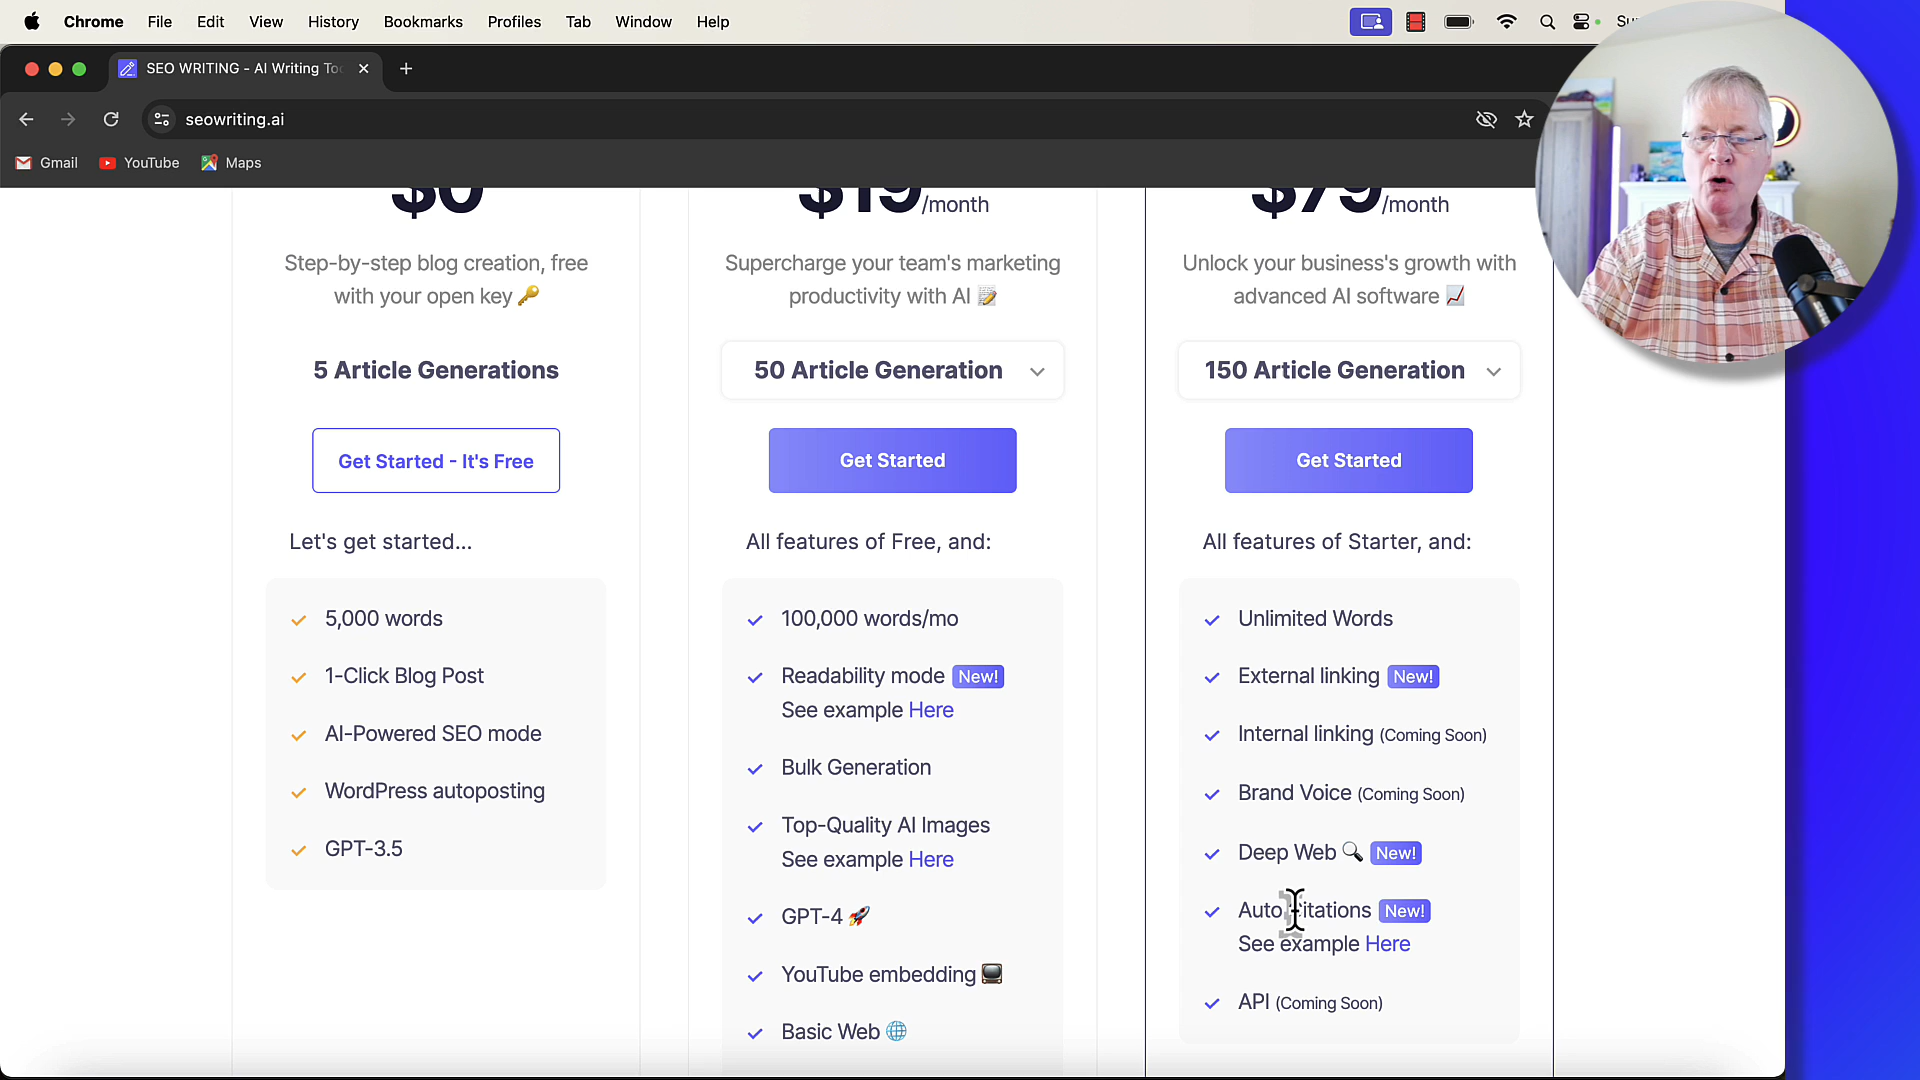 Chrome File Edit View History Bookmarks Profiles Tab Window Help
SEO WRITING - AI Writing To
seowriting.ai
Gmail YouTube Maps
$0
$19/month
$79/month
Step-by-step blog creation, free
with your open key
Supercharge your team's marketing
productivity with AI
Unlock your business's growth with
advanced AI software
5 Article Generations
50 Article Generation
150 Article Generation
Get Started - It's Free
Get Started
Get Started
Let's get started...
5,000 words
1-Click Blog Post
AI-Powered SEO mode
WordPress autoposting
GPT-3.5
All features of Free, and:
100,000 words/mo
Readability mode New!
See example Here
Bulk Generation
Top-Quality AI Images
See example Here
GPT-4
YouTube embedding
Basic Web
All features of Starter, and:
Unlimited Words
External linking New!
Internal linking (Coming Soon)
Brand Voice (Coming Soon)
Deep Web New!
Auto Citations New!
See example Here
API (Coming Soon)